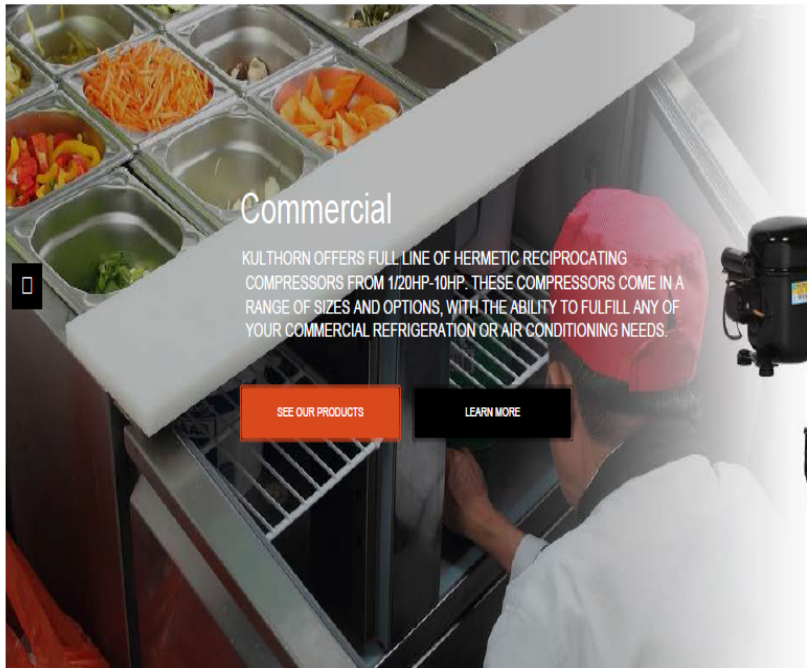 Commercial
KULTHORN OFFERS FULL LINE OF HERMETIC RECIPROCATING
COMPRESSORS FROM 1/20HP-10HP. THESE COMPRESSORS COME IN A
RANGE OF SIZES AND OPTIONS, WITH THE ABILITY TO FULFILL ANY OF
YOUR COMMERCIAL REFRIGERATION OR AIR CONDITIONING NEEDS.
SEE OUR PRODUCTS
LEARN MORE